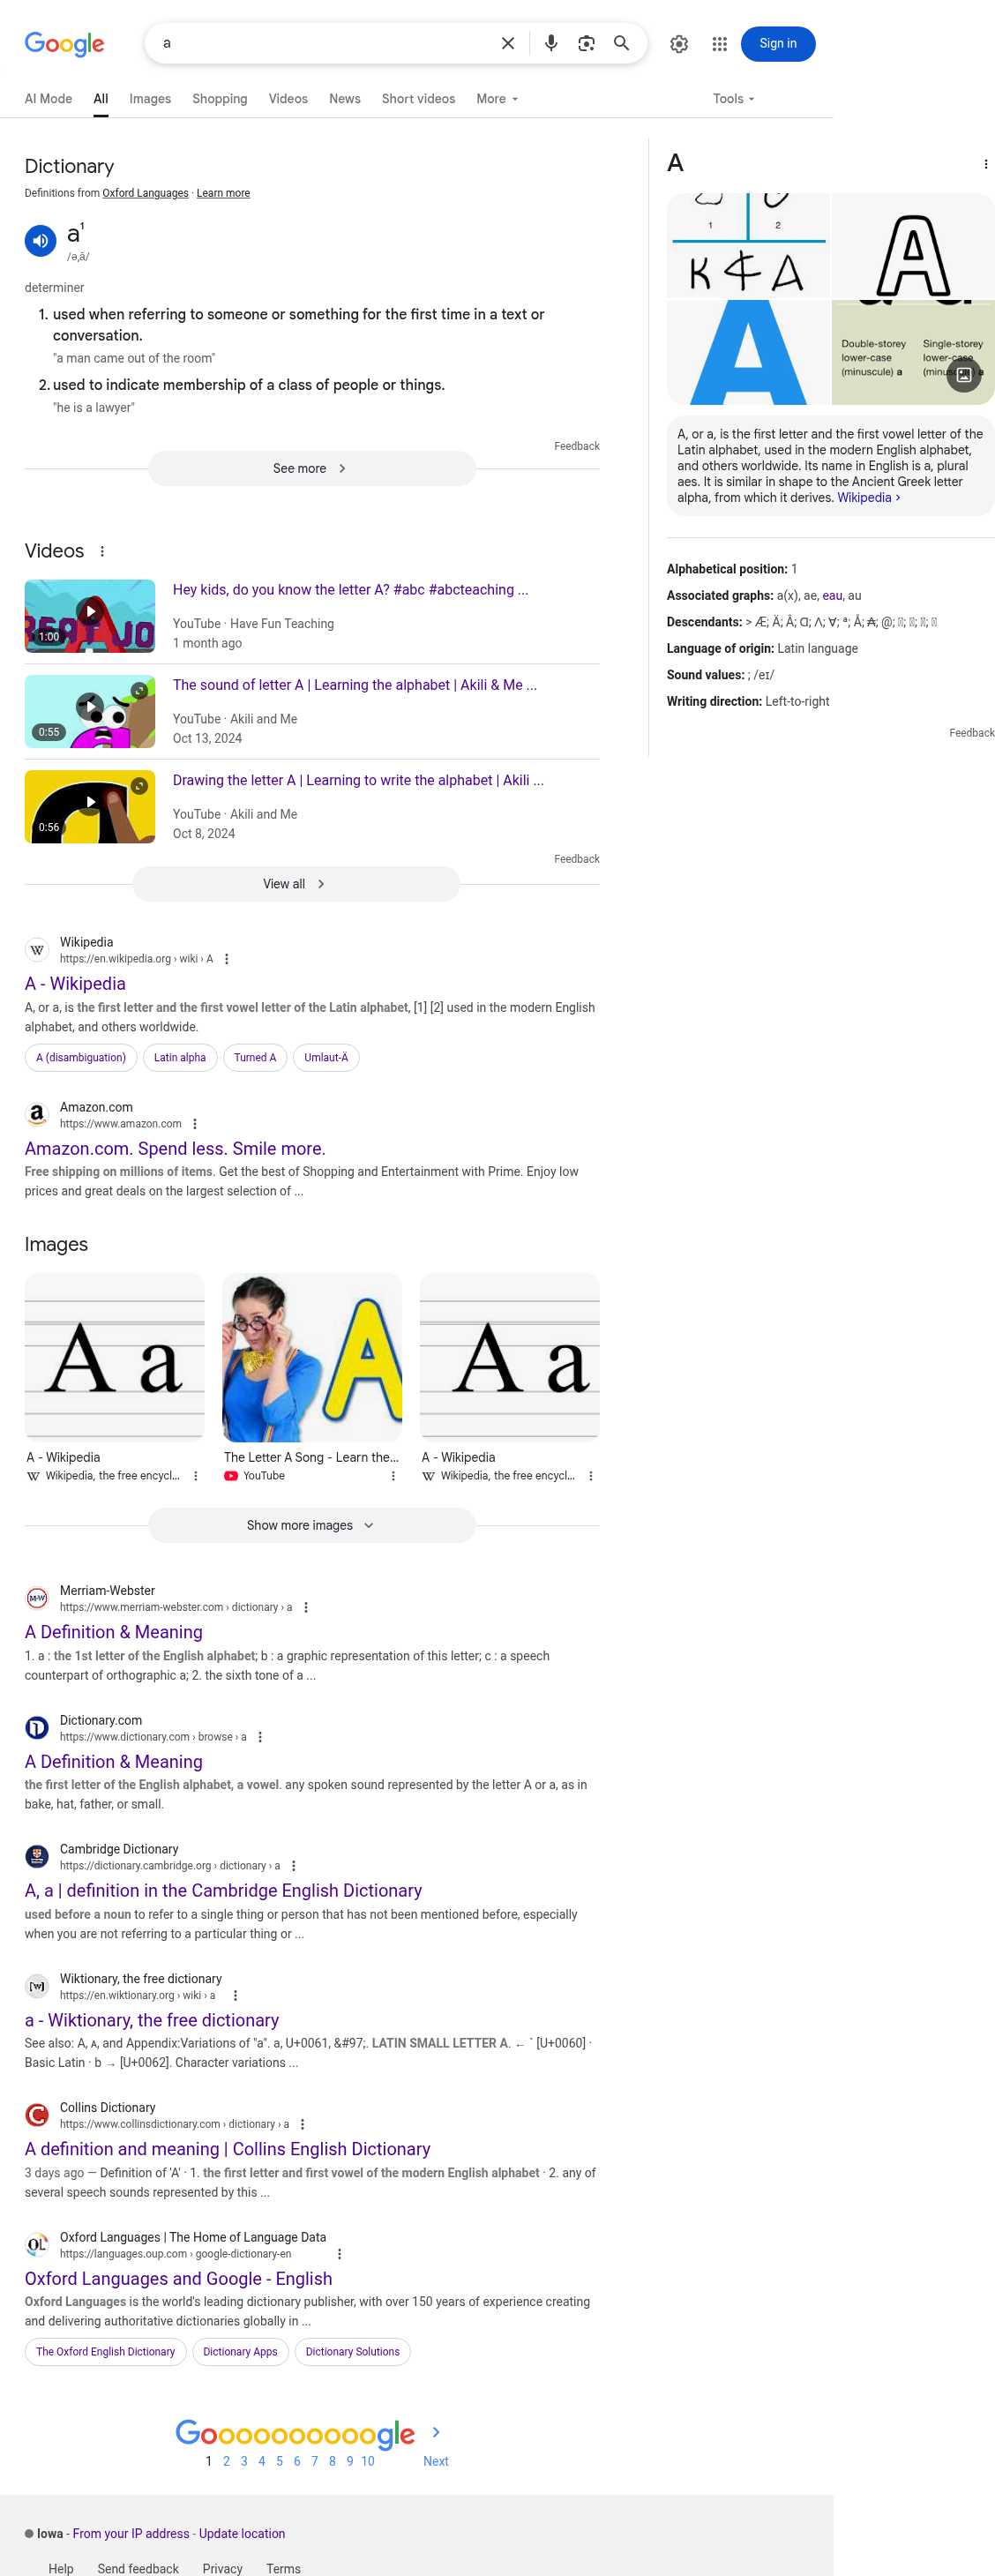 Google
a
Sign in
AI Mode All Images Shopping Videos News Short videos More Tools
Dictionary
Definitions from Oxford Languages · Learn more
a¹
/ə,ā/
determiner
1. used when referring to someone or something for the first time in a text or
conversation.
"a man came out of the room"
2. used to indicate membership of a class of people or things.
"he is a lawyer"
Feedback
See more
Videos
Hey kids, do you know the letter A? #abc #abcteaching ...
1:00
YouTube · Have Fun Teaching
1 month ago
The sound of letter A | Learning the alphabet | Akili & Me ...
YouTube · Akili and Me
0:55
Oct 13, 2024
Drawing the letter A | Learning to write the alphabet | Akili ...
YouTube · Akili and Me
0:56
Oct 8, 2024
Feedback
View all
Wikipedia
https://en.wikipedia.org › wiki › A
A - Wikipedia
A, or a, is the first letter and the first vowel letter of the Latin alphabet, [1] [2] used in the modern English
alphabet, and others worldwide.
A (disambiguation) Latin alpha Turned A Umlaut-Ä
Amazon.com
https://www.amazon.com
Amazon.com. Spend less. Smile more.
Free shipping on millions of items. Get the best of Shopping and Entertainment with Prime. Enjoy low
prices and great deals on the largest selection of ...
Images
A a
A
A a
A - Wikipedia
Wikipedia, the free encycl...
The Letter A Song - Learn the...
YouTube
A - Wikipedia
Wikipedia, the free encycl...
Show more images
Merriam-Webster
https://www.merriam-webster.com › dictionary › a
A Definition & Meaning
1. a : the 1st letter of the English alphabet; b : a graphic representation of this letter; c : a speech
counterpart of orthographic a; 2. the sixth tone of a ...
Dictionary.com
https://www.dictionary.com › browse › a
A Definition & Meaning
the first letter of the English alphabet, a vowel. any spoken sound represented by the letter A or a, as in
bake, hat, father, or small.
Cambridge Dictionary
https://dictionary.cambridge.org › dictionary › a
A, a | definition in the Cambridge English Dictionary
used before a noun to refer to a single thing or person that has not been mentioned before, especially
when you are not referring to a particular thing or ...
Wiktionary, the free dictionary
https://en.wiktionary.org › wiki › a
a - Wiktionary, the free dictionary
See also: A, ᴀ, and Appendix:Variations of "a". a, U+0061, &#97;. LATIN SMALL LETTER A. ← ` [U+0060] ·
Basic Latin · b → [U+0062]. Character variations ...
Collins Dictionary
https://www.collinsdictionary.com › dictionary › a
A definition and meaning | Collins English Dictionary
3 days ago — Definition of 'A' · 1. the first letter and first vowel of the modern English alphabet · 2. any of
several speech sounds represented by this ...
Oxford Languages | The Home of Language Data
https://languages.oup.com › google-dictionary-en
Oxford Languages and Google - English
Oxford Languages is the world's leading dictionary publisher, with over 150 years of experience creating
and delivering authoritative dictionaries globally in ...
The Oxford English Dictionary Dictionary Apps Dictionary Solutions
A
1 2
A
A
Double-storey
lower-case
(minuscule) a
Single-storey
lower-case
a
A, or a, is the first letter and the first vowel letter of the
Latin alphabet, used in the modern English alphabet,
and others worldwide. Its name in English is a, plural
aes. It is similar in shape to the Ancient Greek letter
alpha, from which it derives. Wikipedia ›
Alphabetical position: 1
Associated graphs: a(x), ae, eau, au
Descendants: > Æ; Ä; Â; Ɑ; Λ; Ɐ; ª; Å; ₳; @;
Language of origin: Latin language
Sound values: ; /eɪ/
Writing direction: Left-to-right
Feedback
Goooooooooogle
1 2 3 4 5 6 7 8 9 10 Next
Iowa - From your IP address - Update location
Help Send feedback Privacy Terms